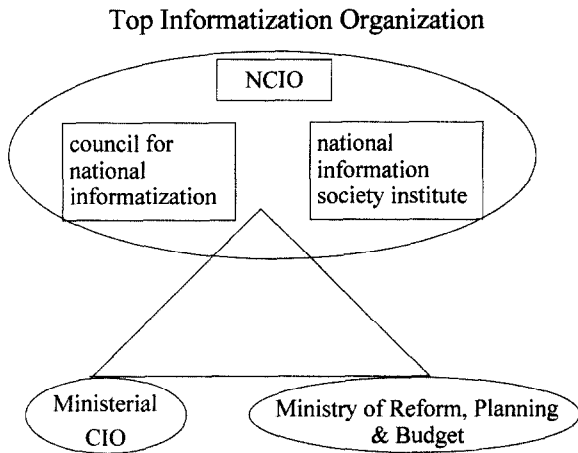 Top Informatization Organization
NCIO
council for
national
informatization
national
information
society institute
Ministerial
CIO
Ministry of Reform, Planning
& Budget